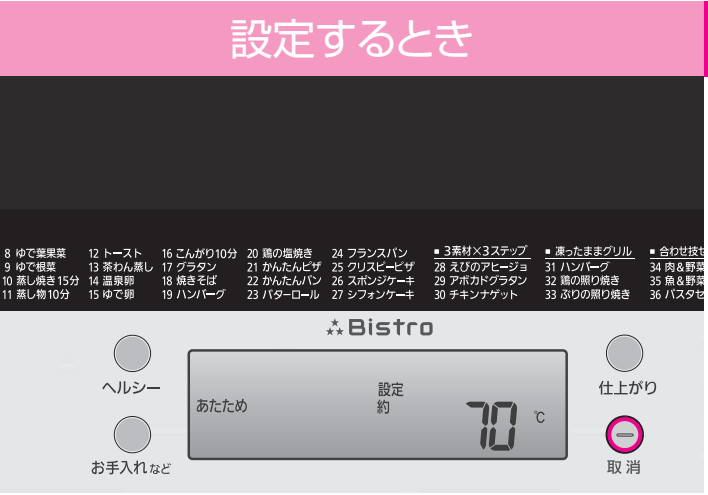 設定するとき
8 ゆで葉果菜
9 ゆで根菜
10 蒸し焼き15分
11 蒸し物10分
12 トースト
13 茶わん蒸し
14 温泉卵
15 ゆで卵
16 こんがり10分
17 グラタン
18 焼きそば
19 ハンバーグ
20 鶏の塩焼き
21 かんたんピザ
22 かんたんパン
23 バターロール
24 フランスパン
25 クリスピーピザ
26 スポンジケーキ
27 シフォンケーキ
■ 3素材×3ステップ
28 えびのアヒージョ
29 アボカドグラタン
30 チキンナゲット
■ 凍ったままグリル
31 ハンバーグ
32 鶏の照り焼き
33 ぶりの照り焼き
■ 合わせ技セ
34 肉&野菜
35 魚&野菜
36 パスタセ
Bistro
ヘルシー
お手入れなど
あたため
設定
約
70 ℃
仕上がり
取消